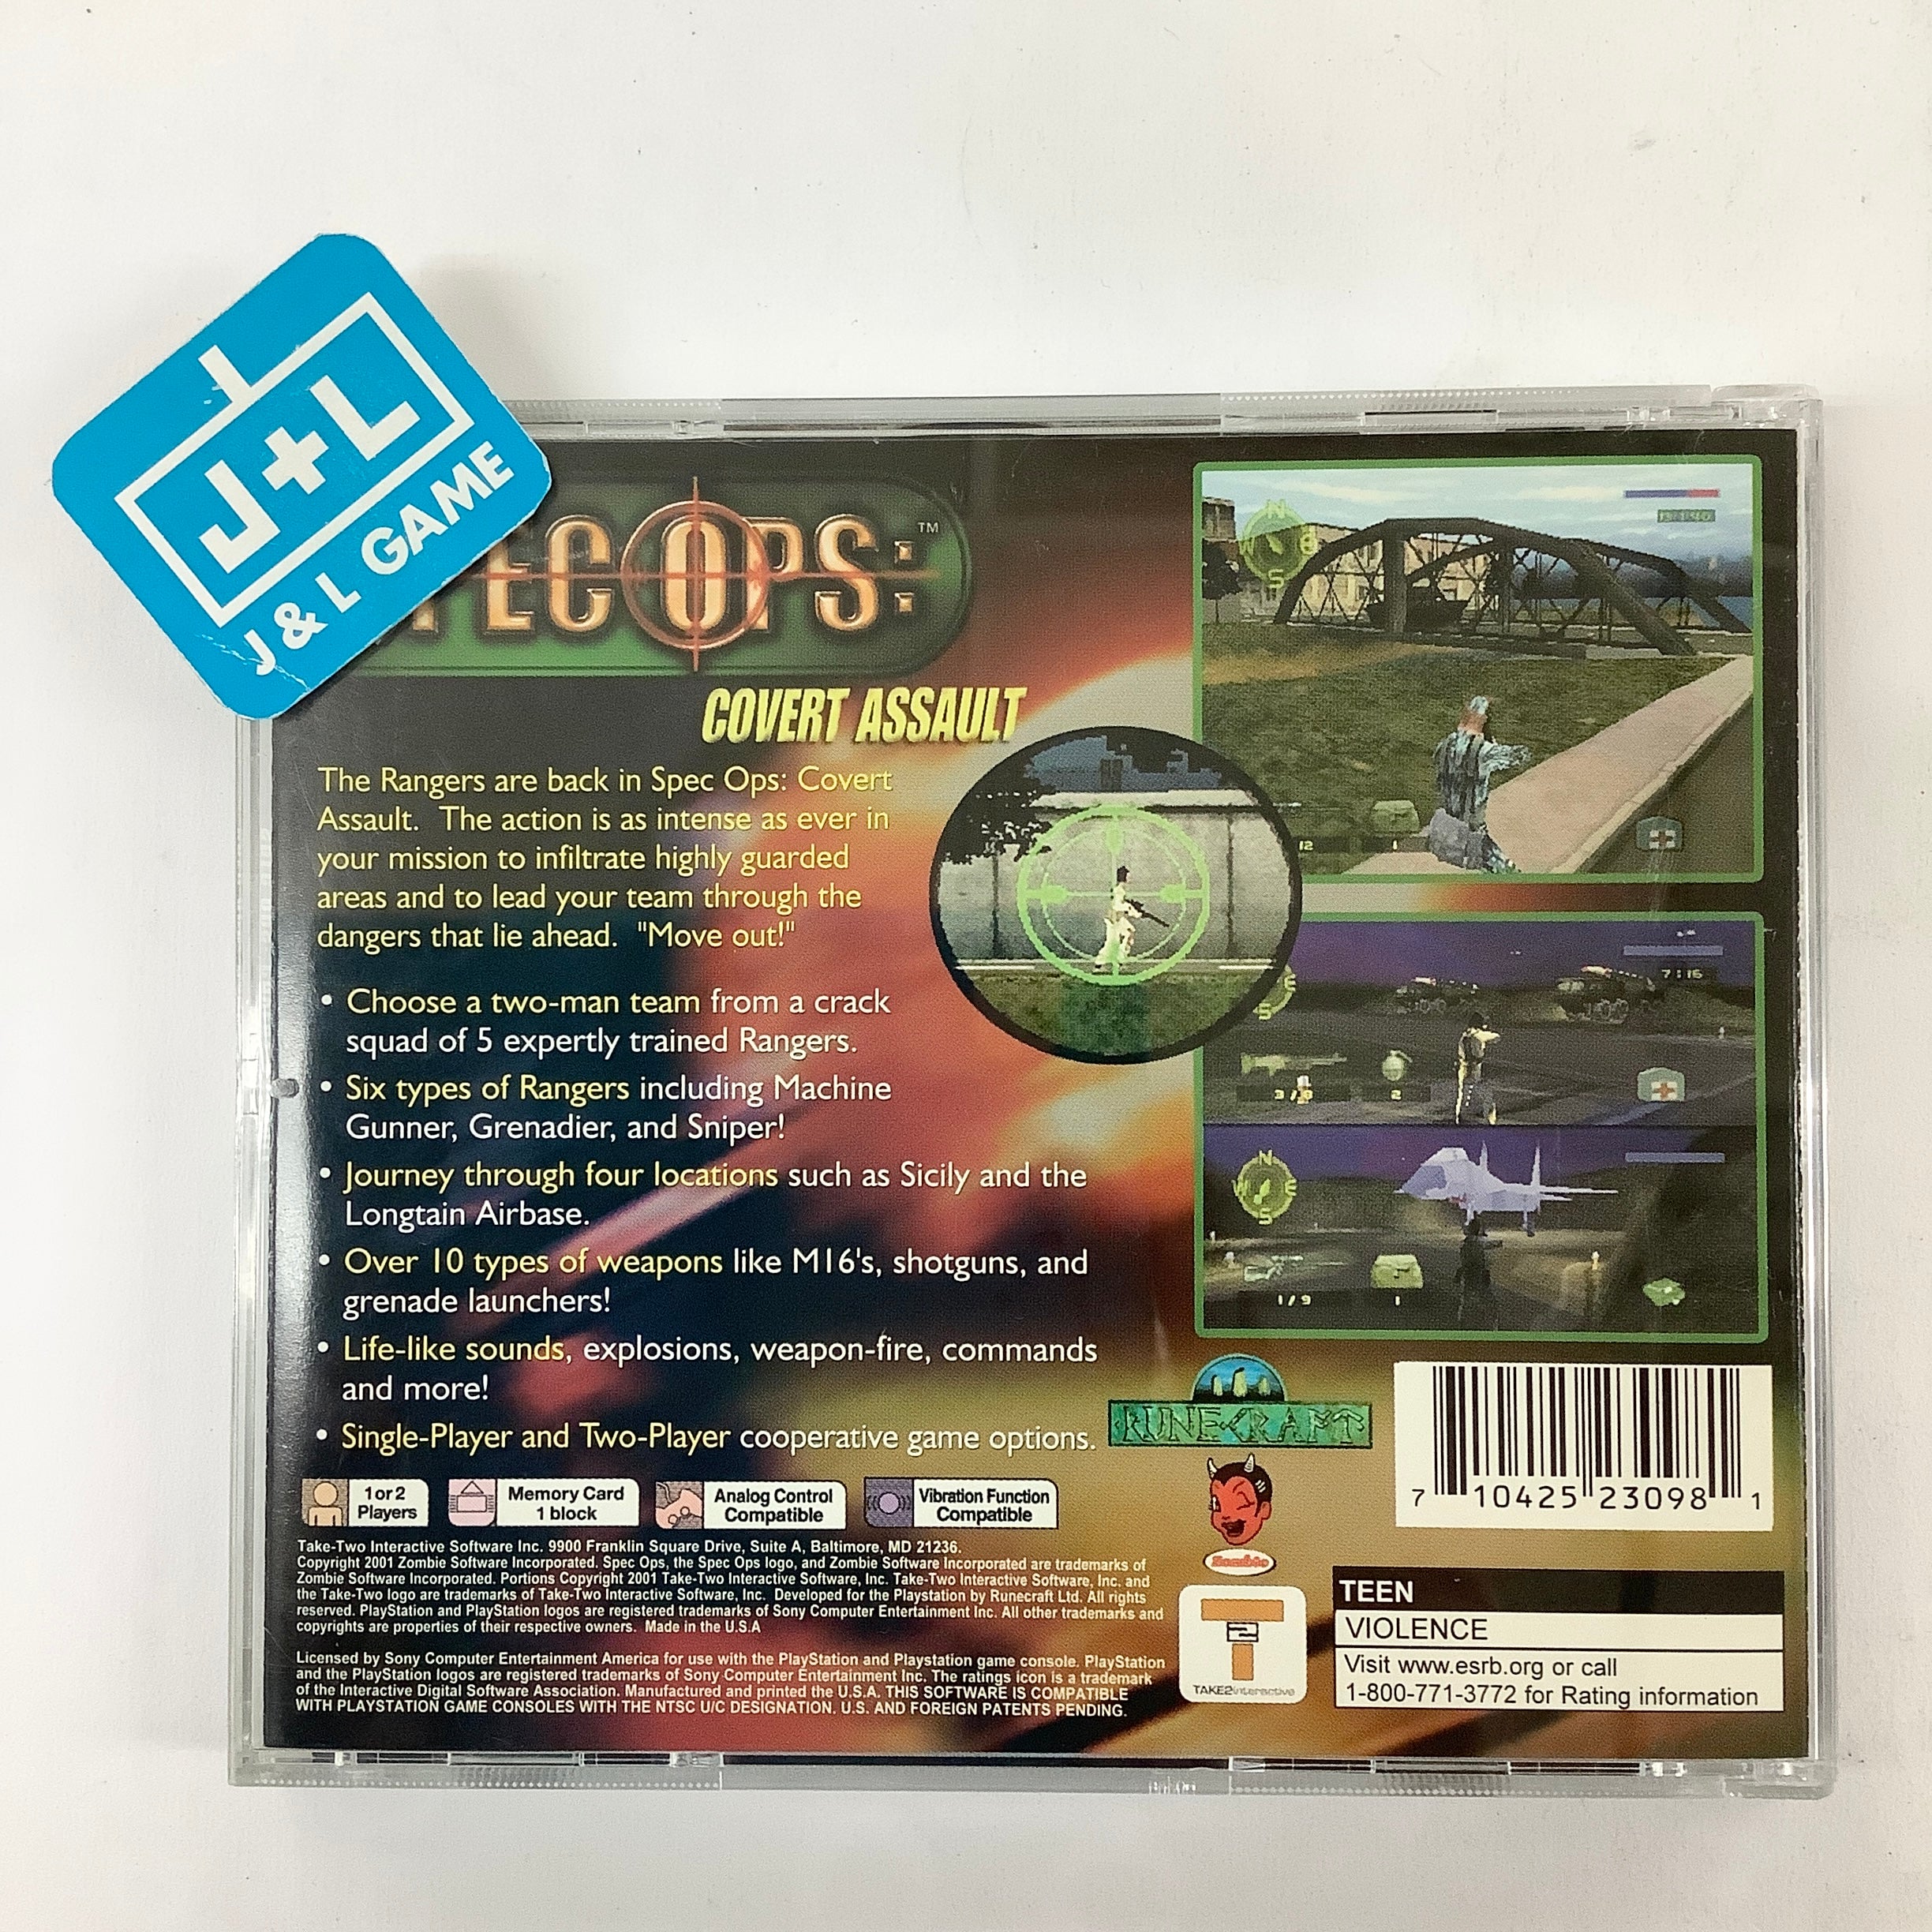 J+L
J & L GAME
EC OPS:
™
COVERT ASSAULT
The Rangers are back in Spec Ops: Covert
Assault. The action is as intense as ever in
your mission to infiltrate highly guarded
areas and to lead your team through the
dangers that lie ahead. "Move out!"
• Choose a two-man team from a crack
squad of 5 expertly trained Rangers.
• Six types of Rangers including Machine
Gunner, Grenadier, and Sniper!
• Journey through four locations such as Sicily and the
Longtain Airbase.
• Over 10 types of weapons like M16's, shotguns, and
grenade launchers!
• Life-like sounds, explosions, weapon-fire, commands
and more!
• Single-Player and Two-Player cooperative game options.
N
S
12
1
E
S
7:16
2
N
E
S
1/9
1
1 or 2
Players
Memory Card
1 block
Analog Control
Compatible
Vibration Function
Compatible
RUNECRAFT
Zombie
TAKE2interactive
7 10425 23098 1
Take-Two Interactive Software Inc. 9900 Franklin Square Drive, Suite A, Baltimore, MD 21236.
Copyright 2001 Zombie Software Incorporated. Spec Ops, the Spec Ops logo, and Zombie Software Incorporated are trademarks of
Zombie Software Incorporated. Portions Copyright 2001 Take-Two Interactive Software, Inc. Take-Two Interactive Software, Inc. and
the Take-Two logo are trademarks of Take-Two Interactive Software, Inc. Developed for the Playstation by Runecraft Ltd. All rights
reserved. PlayStation and PlayStation logos are registered trademarks of Sony Computer Entertainment Inc. All other trademarks and
copyrights are properties of their respective owners. Made in the U.S.A
Licensed by Sony Computer Entertainment America for use with the PlayStation and Playstation game console. PlayStation
and the PlayStation logos are registered trademarks of Sony Computer Entertainment Inc. The ratings icon is a trademark
of the Interactive Digital Software Association. Manufactured and printed the U.S.A. THIS SOFTWARE IS COMPATIBLE
WITH PLAYSTATION GAME CONSOLES WITH THE NTSC U/C DESIGNATION. U.S. AND FOREIGN PATENTS PENDING.
TEEN
VIOLENCE
Visit www.esrb.org or call
1-800-771-3772 for Rating information